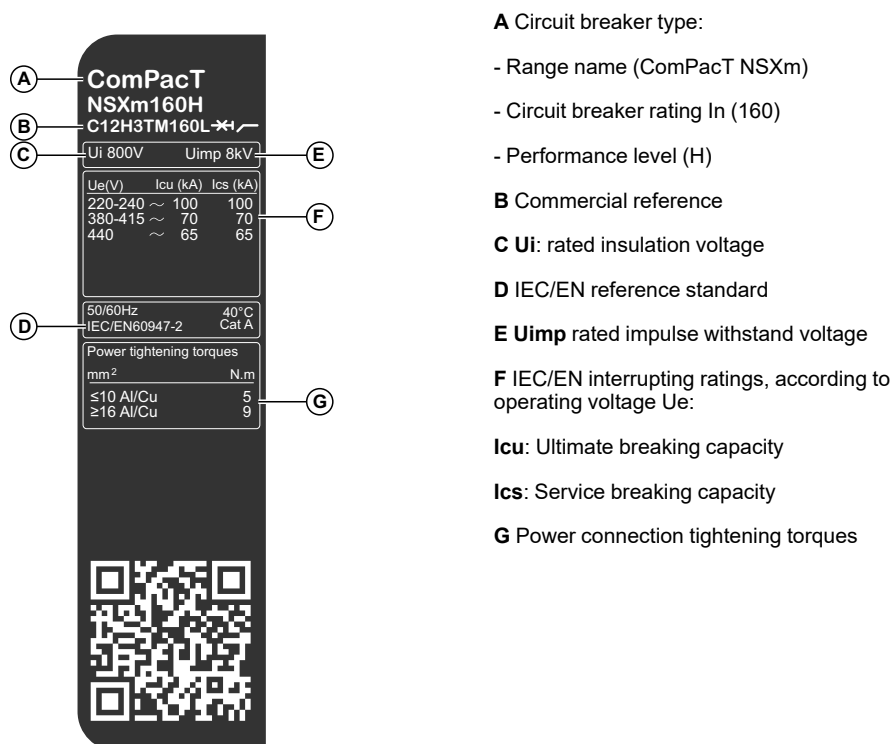 ComPacT
NSXm160H
C12H3TM160L
Ui 800V Uimp 8kV
Ue(V) Icu (kA) Ics (kA)
220-240 ~ 100 100
380-415 ~ 70 70
440 ~ 65 65
50/60Hz 40°C
IEC/EN60947-2 Cat A
Power tightening torques
mm² N.m
≤10 Al/Cu 5
≥16 Al/Cu 9
A
B
C
E
F
D
G
A Circuit breaker type:
- Range name (ComPacT NSXm)
- Circuit breaker rating In (160)
- Performance level (H)
B Commercial reference
C Ui: rated insulation voltage
D IEC/EN reference standard
E Uimp rated impulse withstand voltage
F IEC/EN interrupting ratings, according to
operating voltage Ue:
Icu: Ultimate breaking capacity
Ics: Service breaking capacity
G Power connection tightening torques